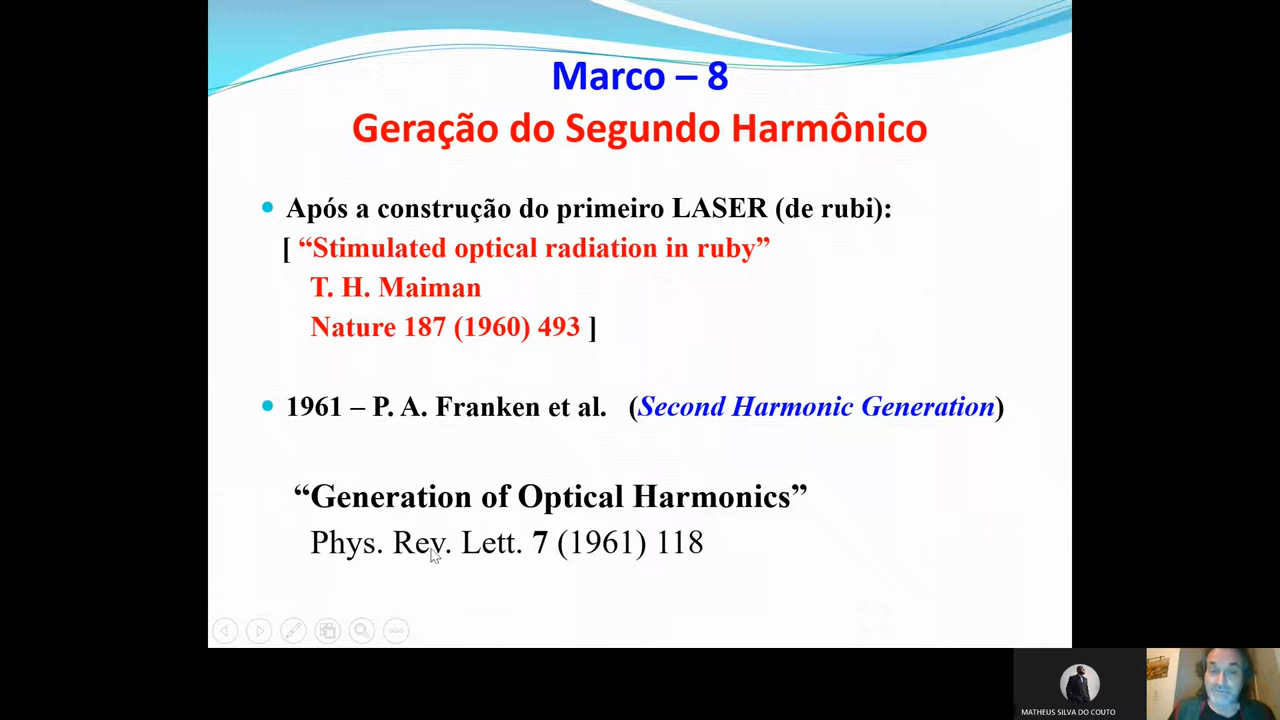 Marco – 8
Geração do Segundo Harmônico
Após a construção do primeiro LASER (de rubi):
[ “Stimulated optical radiation in ruby”
T. H. Maiman
Nature 187 (1960) 493 ]
1961 – P. A. Franken et al. (Second Harmonic Generation)
“Generation of Optical Harmonics”
Phys. Rev. Lett. 7 (1961) 118
MATHEUS SILVA DO COUTO